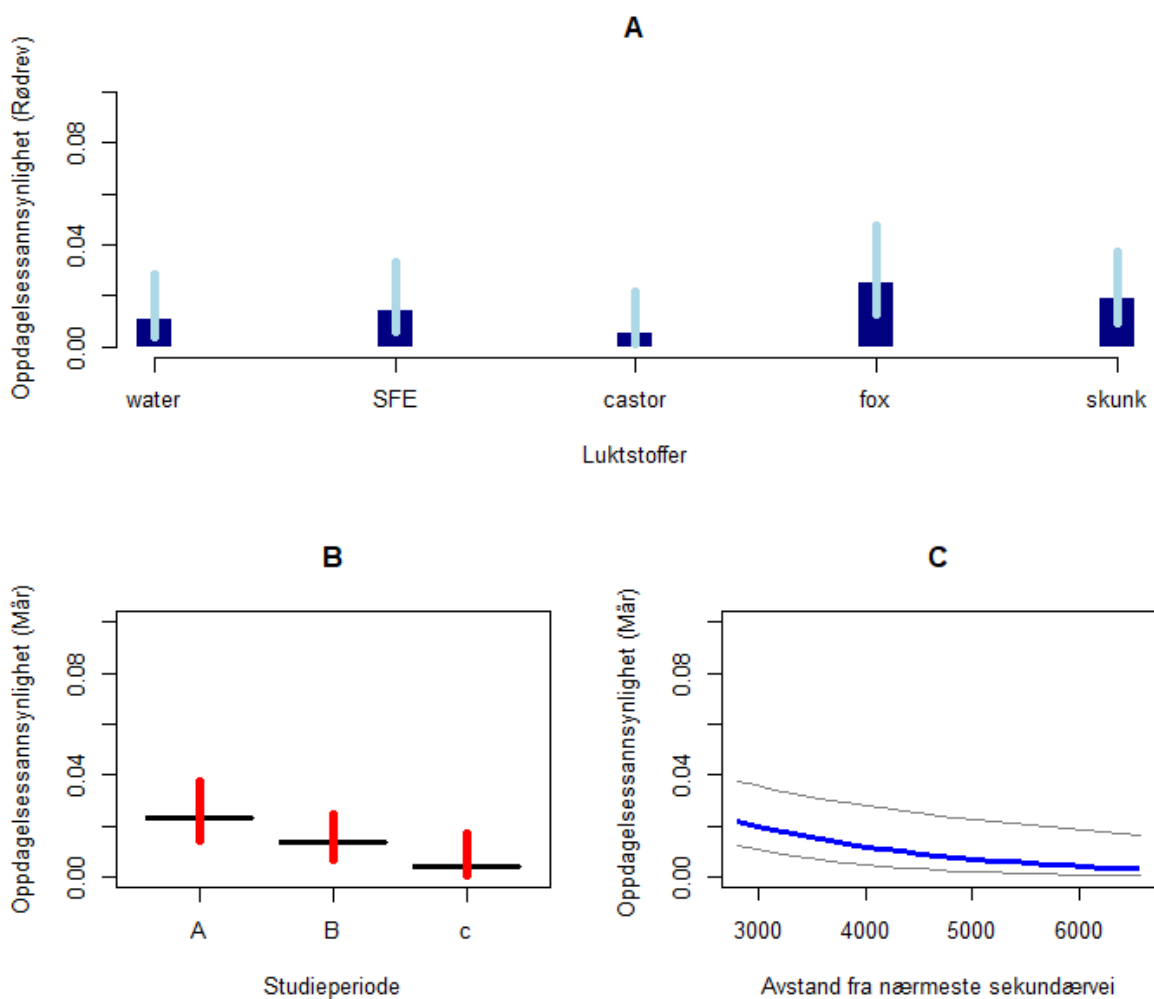 A
Oppdagelsessannsynlighet (Rødrev)
0.08
0.04
0.00
water SFE castor fox skunk
Luktstoffer
B
Oppdagelsessannsynlighet (Mår)
0.08
0.04
0.00
A B c
Studieperiode
C
Oppdagelsessannsynlighet (Mår)
0.08
0.04
0.00
3000 4000 5000 6000
Avstand fra nærmeste sekundærvei